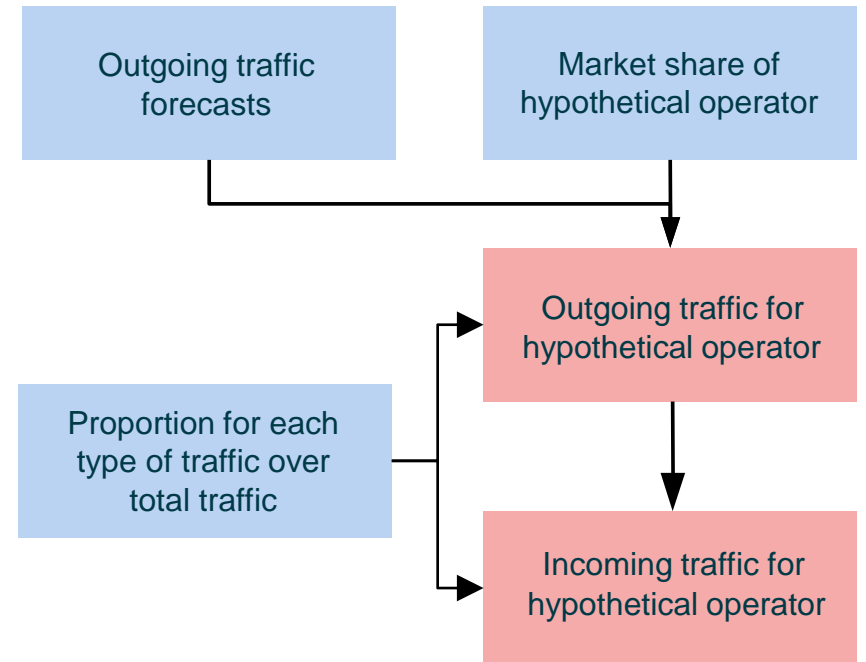 Outgoing traffic
forecasts
Market share of
hypothetical operator
Outgoing traffic for
hypothetical operator
Proportion for each
type of traffic over
total traffic
Incoming traffic for
hypothetical operator